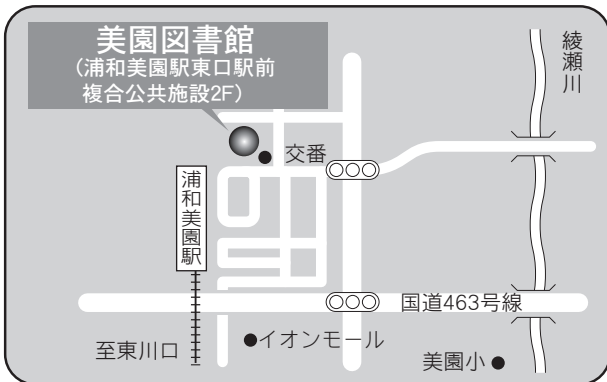 美園図書館
(浦和美園駅東口駅前
複合公共施設2F)
綾瀬川
交番
浦和美園駅
国道463号線
至東川口
●イオンモール
美園小●